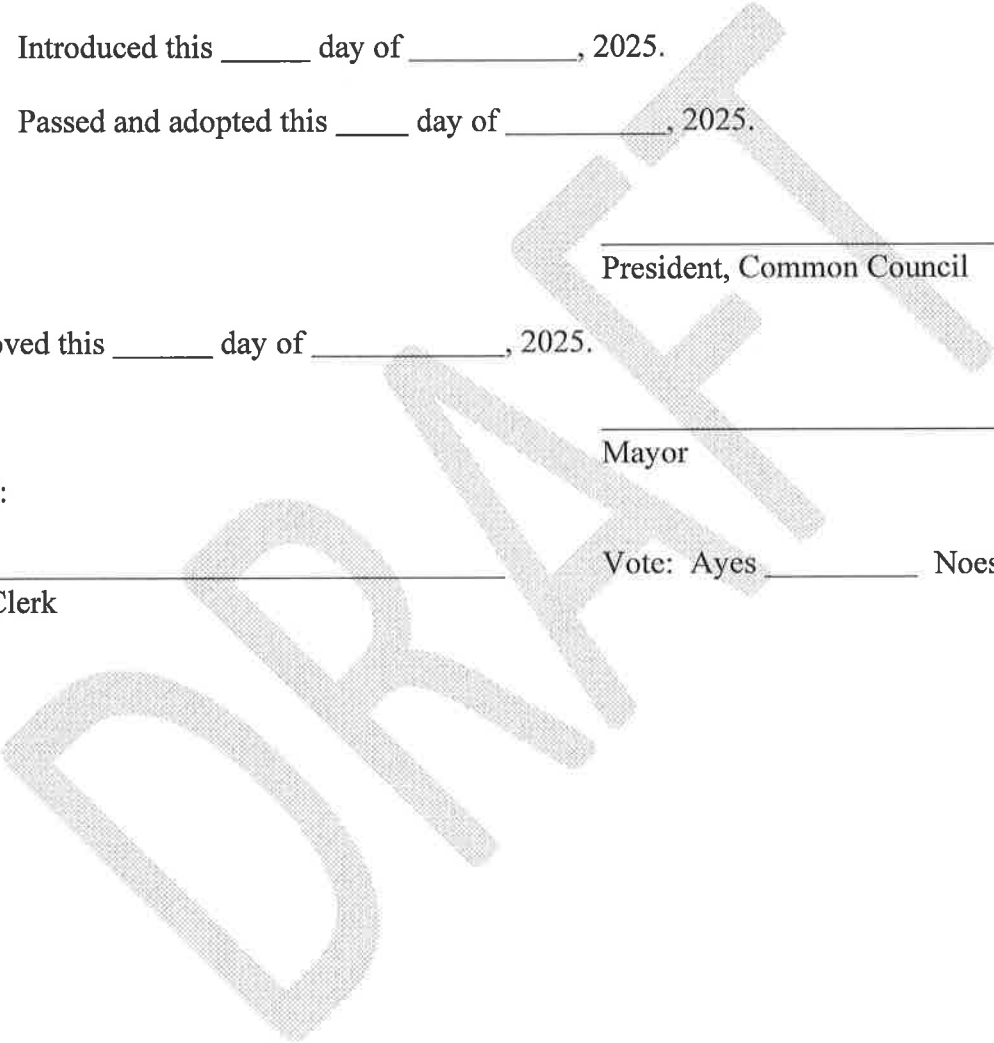 Introduced this _____ day of __________, 2025.
Passed and adopted this ____ day of __________, 2025.
President, Common Council
oved this ______ day of ___________, 2025.
Mayor
:
Vote: Ayes _________ Noes
Clerk
DRAFT